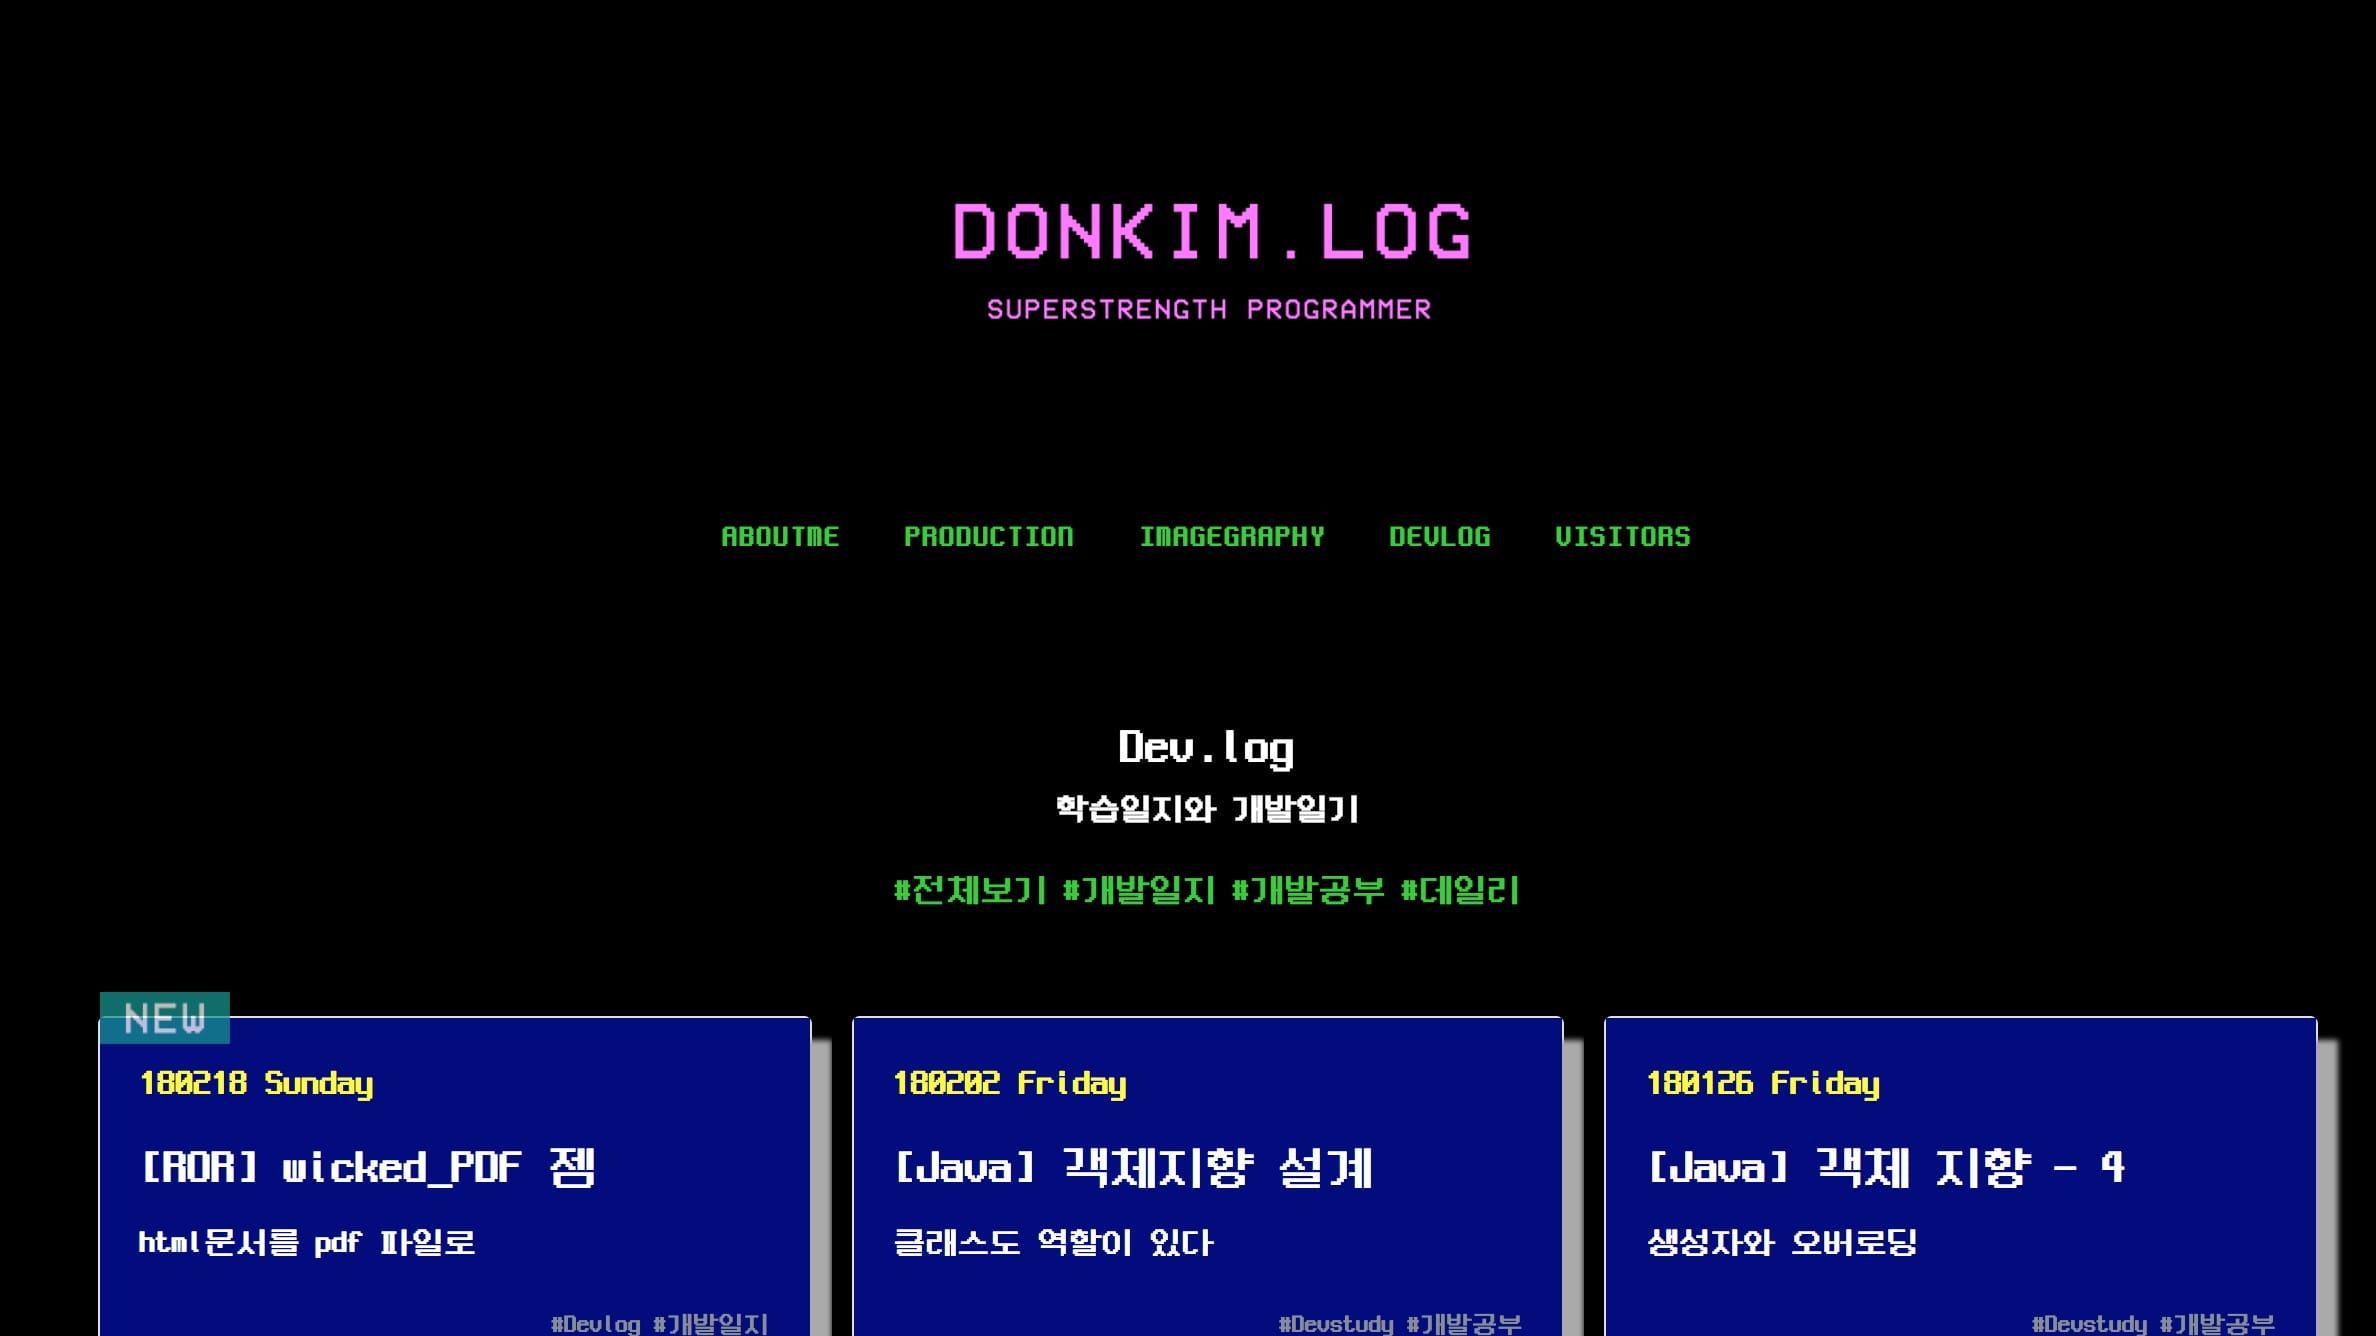 DONKIM.LOG
SUPERSTRENGTH PROGRAMMER
ABOUTME PRODUCTION IMAGEGRAPHY DEVLOG VISITORS
Dev.log
학습일지와 개발일기
#전체보기 #개발일지 #개발공부 #데일리
NEW
180218 Sunday
[ROR] wicked_PDF 젬
html문서를 pdf 파일로
#Devlog #개발일지
180202 Friday
[Java] 객체지향 설계
클래스도 역할이 있다
#Devstudy #개발공부
180126 Friday
[Java] 객체 지향 - 4
생성자와 오버로딩
#Devstudy #개발공부